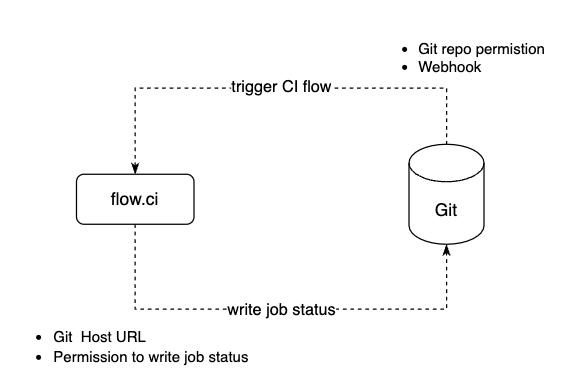 • Git repo permistion
• Webhook
trigger CI flow
flow.ci
Git
write job status
• Git Host URL
• Permission to write job status